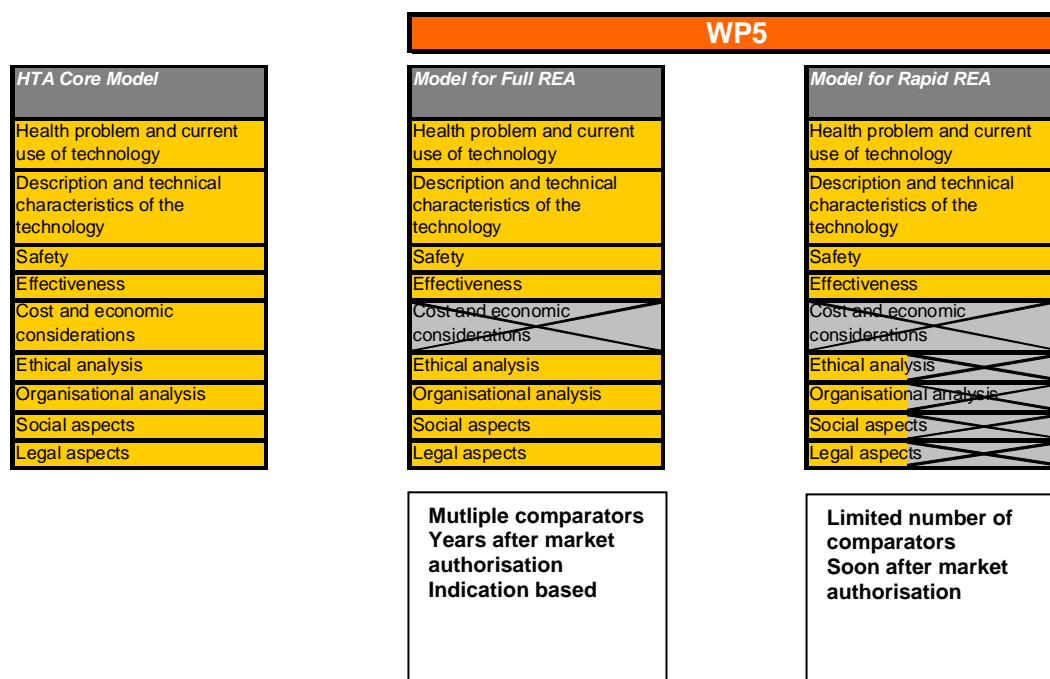 WP5
HTA Core Model
Health problem and current
use of technology
Description and technical
characteristics of the
technology
Safety
Effectiveness
Cost and economic
considerations
Ethical analysis
Organisational analysis
Social aspects
Legal aspects
Model for Full REA
Health problem and current
use of technology
Description and technical
characteristics of the
technology
Safety
Effectiveness
Cost and economic
considerations
Ethical analysis
Organisational analysis
Social aspects
Legal aspects
Mutliple comparators
Years after market
authorisation
Indication based
Model for Rapid REA
Health problem and current
use of technology
Description and technical
characteristics of the
technology
Safety
Effectiveness
Cost and economic
considerations
Ethical analysis
Organisational analysis
Social aspects
Legal aspects
Limited number of
comparators
Soon after market
authorisation